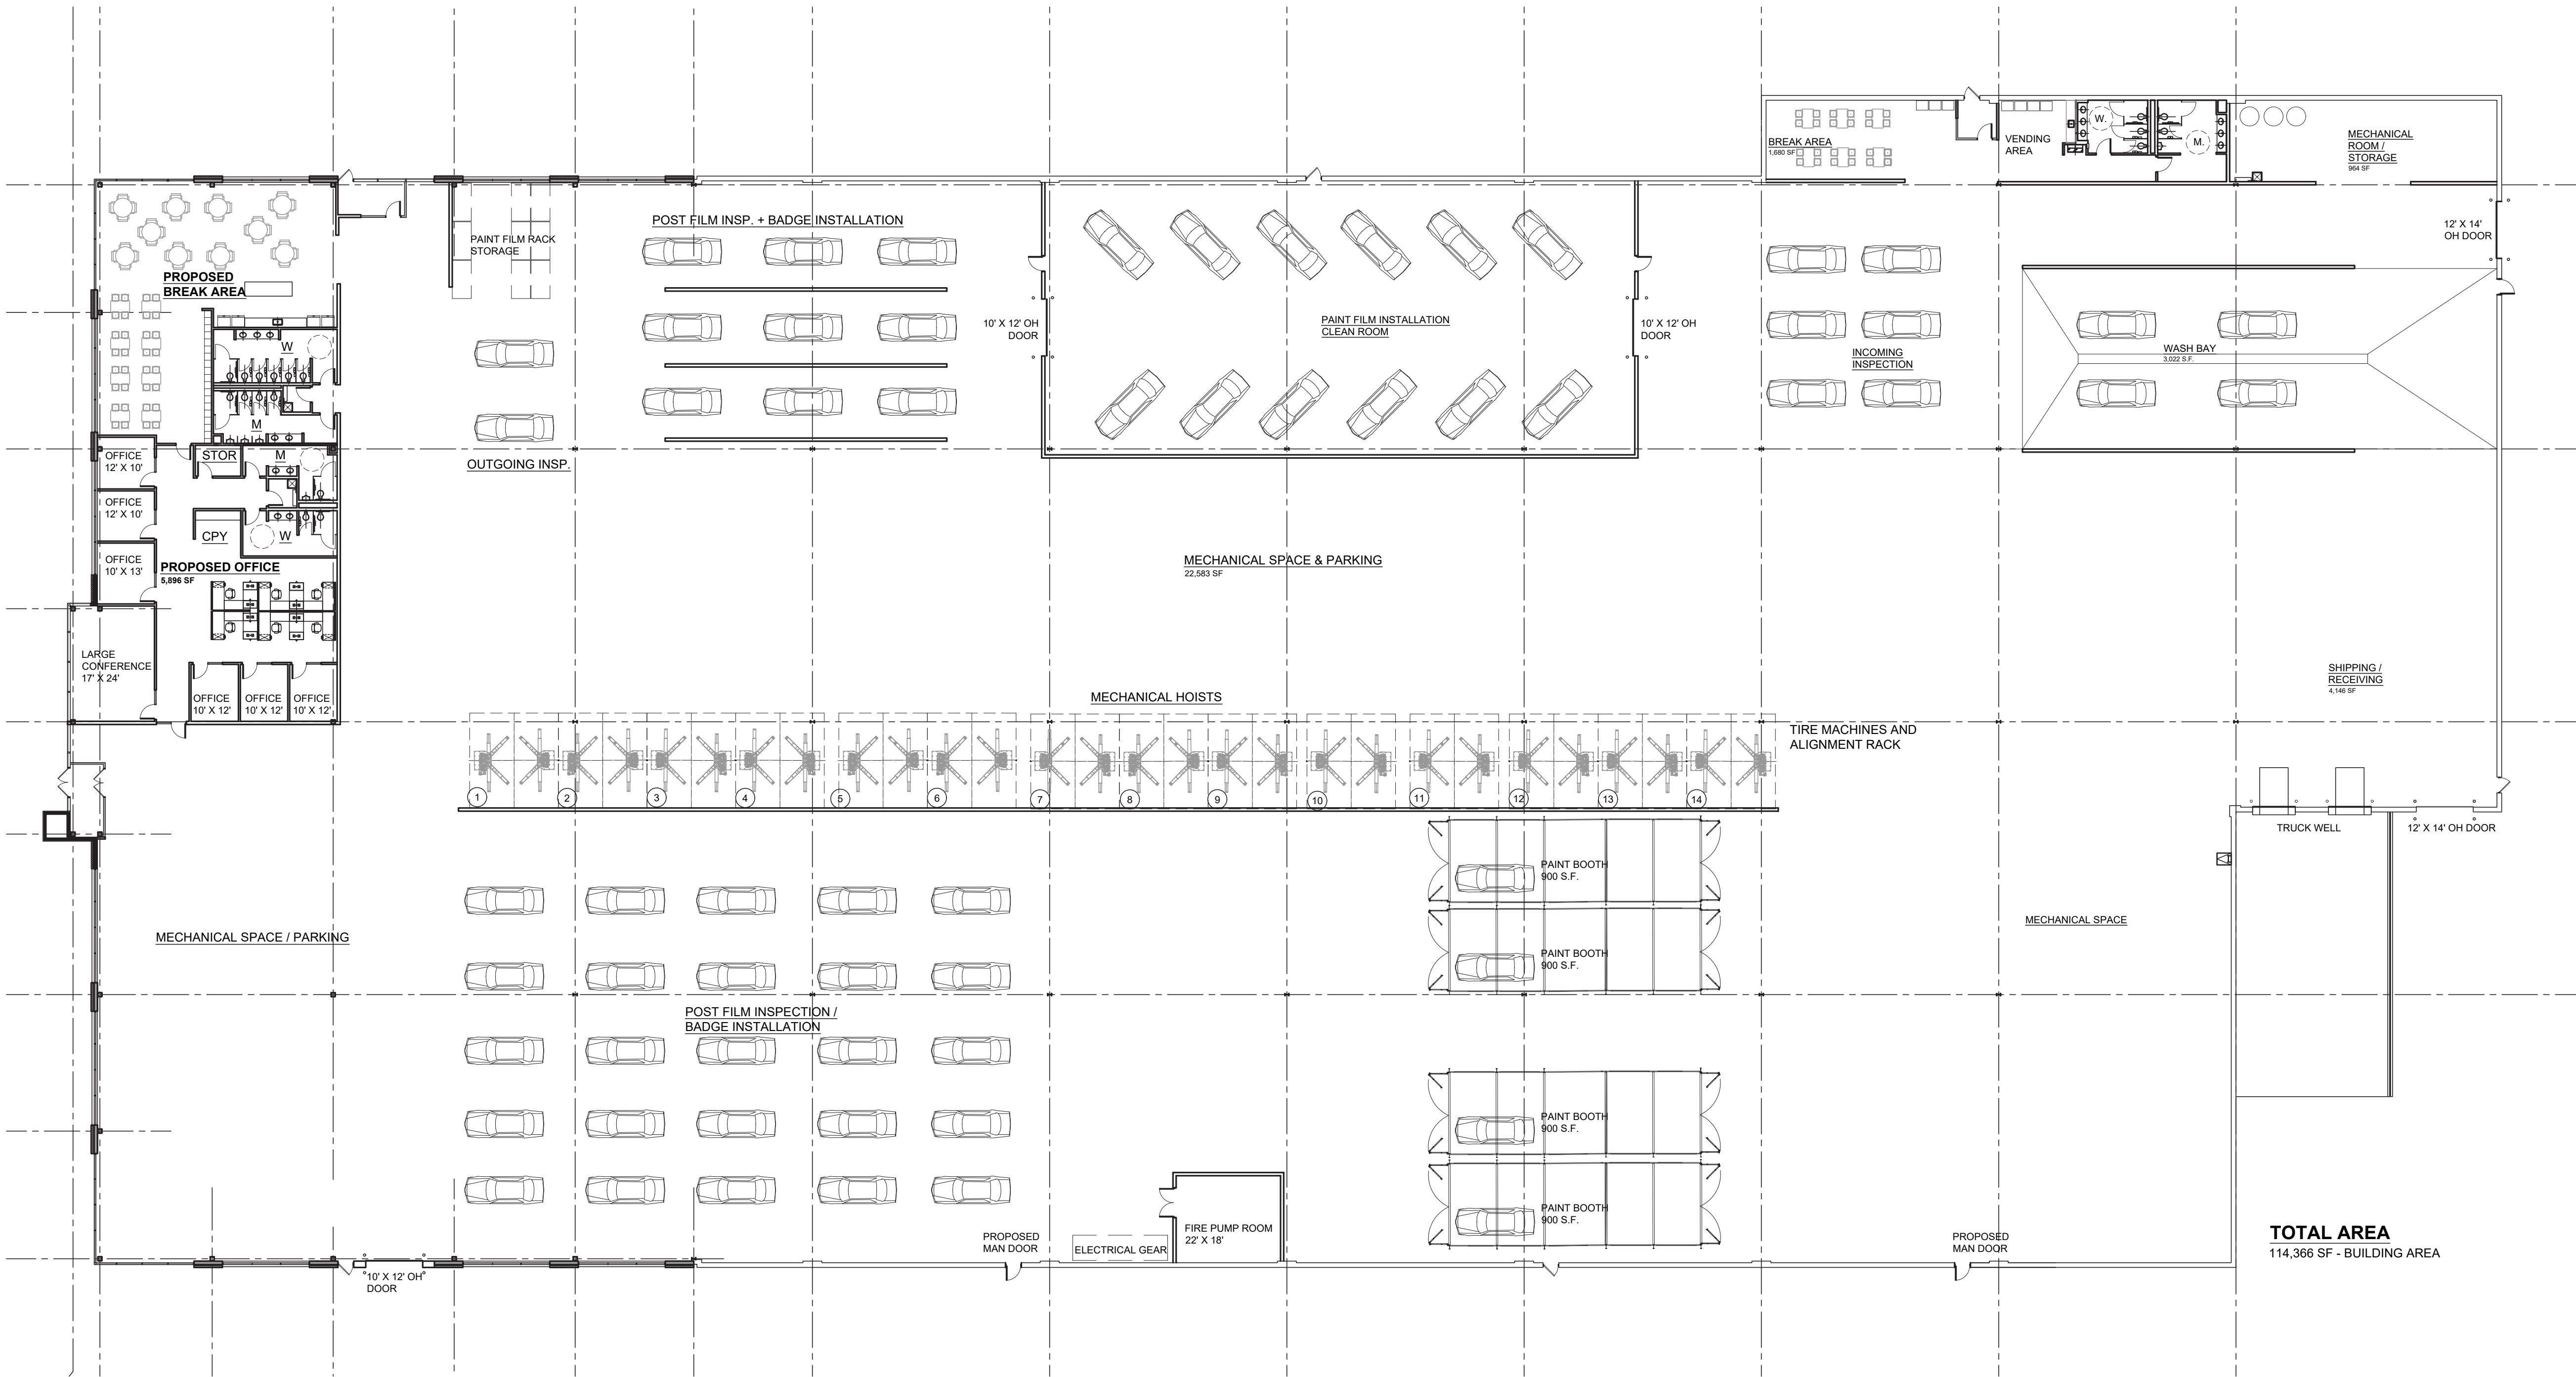 BREAK AREA
1,680 SF
VENDING
AREA
W.
M.
MECHANICAL
ROOM /
STORAGE
964 SF
POST FILM INSP. + BADGE INSTALLATION
PAINT FILM RACK
STORAGE
12' X 14'
OH DOOR
PROPOSED
BREAK AREA
10' X 12' OH
DOOR
PAINT FILM INSTALLATION
CLEAN ROOM
10' X 12' OH
DOOR
INCOMING
INSPECTION
WASH BAY
3,022 S.F.
W
M
OFFICE
12' X 10'
STOR
M
OUTGOING INSP.
OFFICE
12' X 10'
CPY
W
OFFICE
10' X 13'
PROPOSED OFFICE
5,896 SF
MECHANICAL SPACE & PARKING
22,583 SF
LARGE
CONFERENCE
17' X 24'
OFFICE
10' X 12'
OFFICE
10' X 12'
OFFICE
10' X 12'
MECHANICAL HOISTS
SHIPPING /
RECEIVING
4,146 SF
TIRE MACHINES AND
ALIGNMENT RACK
1
2
3
4
5
6
7
8
9
10
11
12
13
14
TRUCK WELL
12' X 14' OH DOOR
PAINT BOOTH
900 S.F.
MECHANICAL SPACE / PARKING
MECHANICAL SPACE
PAINT BOOTH
900 S.F.
POST FILM INSPECTION /
BADGE INSTALLATION
PAINT BOOTH
900 S.F.
PAINT BOOTH
900 S.F.
FIRE PUMP ROOM
22' X 18'
PROPOSED
MAN DOOR
ELECTRICAL GEAR
PROPOSED
MAN DOOR
TOTAL AREA
114,366 SF - BUILDING AREA
10' X 12' OH
DOOR